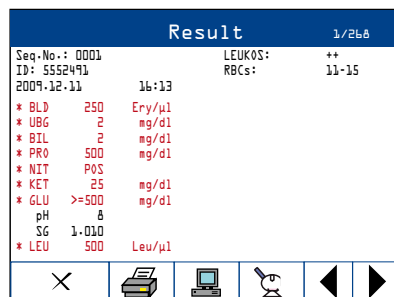 Result 1/268
Seq.No.: 0001 LEUKOS: ++
ID: 5552491 RBCs: 11-15
2009.12.11 16:13
* BLD 250 Ery/µl
* UBG 2 mg/dl
* BIL 2 mg/dl
* PRO 500 mg/dl
* NIT POS
* KET 25 mg/dl
* GLU >=500 mg/dl
pH 8
SG 1.010
* LEU 500 Leu/µl